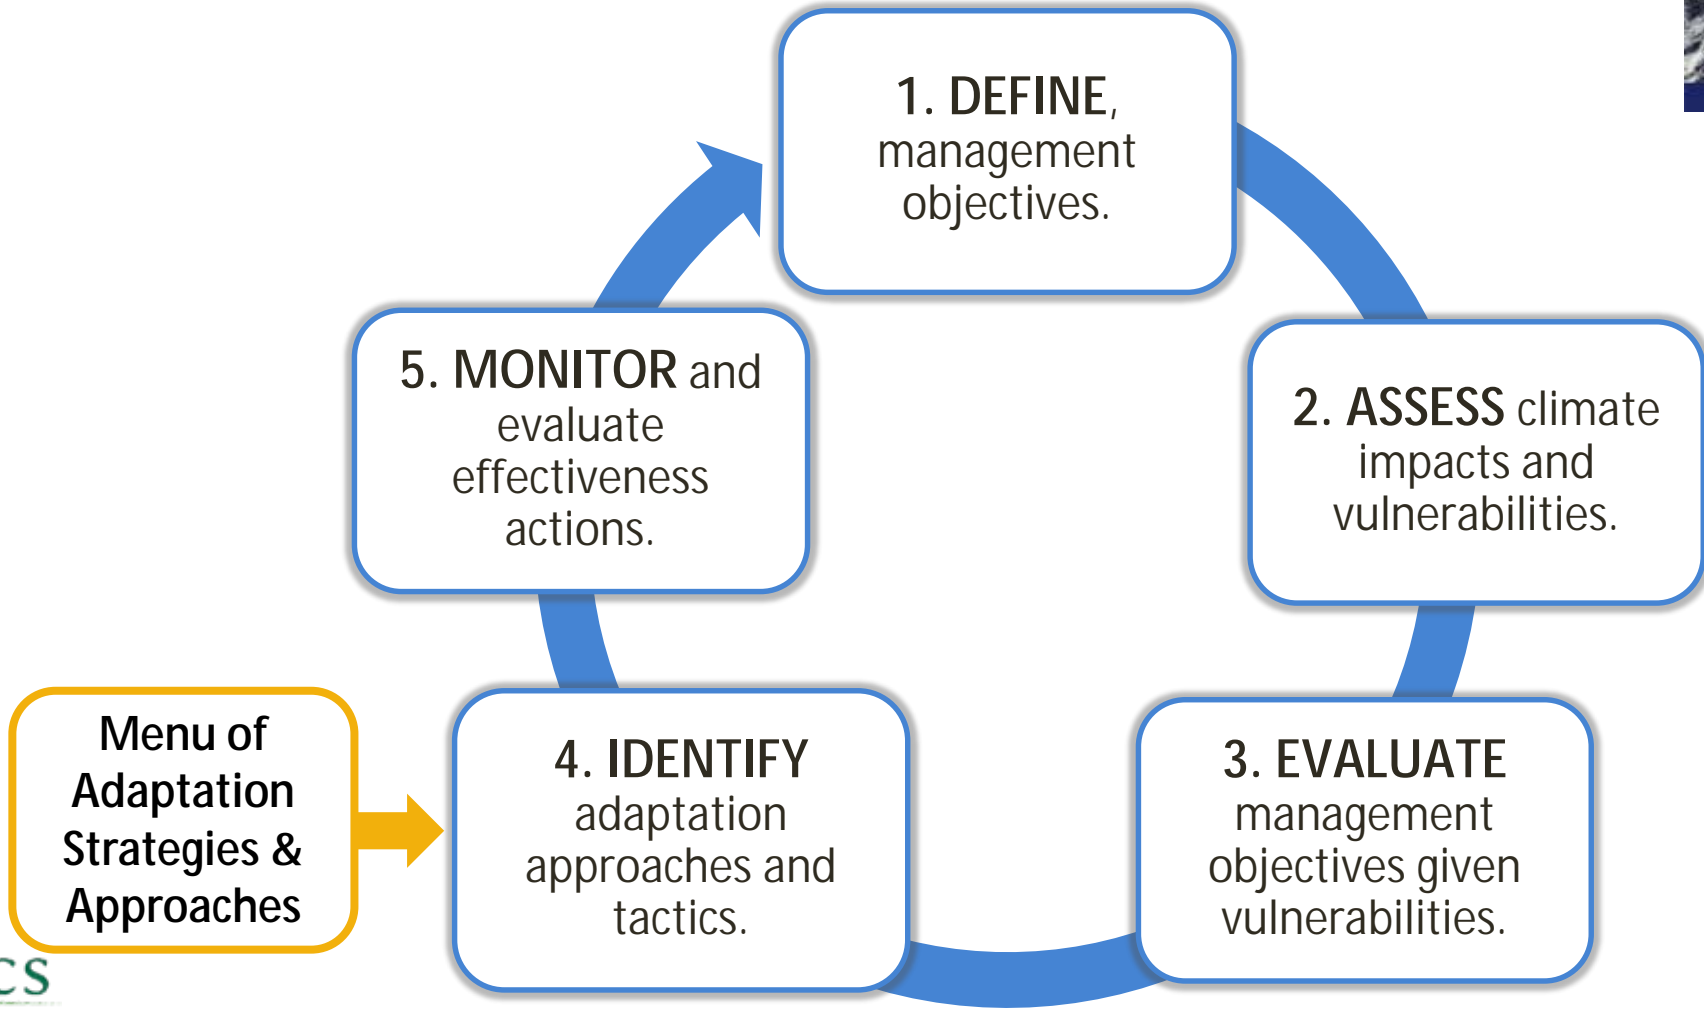 1. DEFINE,
management
objectives.
2. ASSESS climate
impacts and
vulnerabilities.
3. EVALUATE
management
objectives given
vulnerabilities.
4. IDENTIFY
adaptation
approaches and
tactics.
5. MONITOR and
evaluate
effectiveness
actions.
Menu of
Adaptation
Strategies &
Approaches
CS